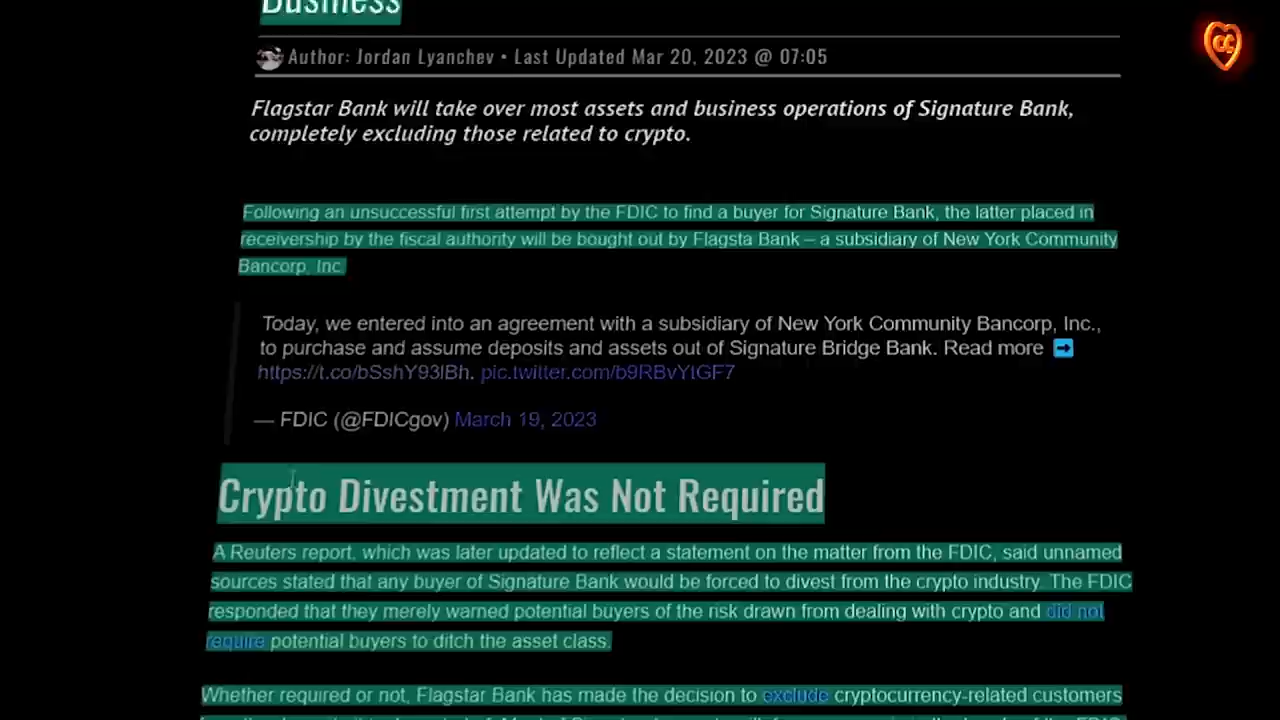 Business
Author: Jordan Lyanchev • Last Updated Mar 20, 2023 @ 07:05
Flagstar Bank will take over most assets and business operations of Signature Bank,
completely excluding those related to crypto.
Following an unsuccessful first attempt by the FDIC to find a buyer for Signature Bank, the latter placed in
receivership by the fiscal authority will be bought out by Flagsta Bank – a subsidiary of New York Community
Bancorp, Inc.
Today, we entered into an agreement with a subsidiary of New York Community Bancorp, Inc.,
to purchase and assume deposits and assets out of Signature Bridge Bank. Read more ➡
pic.twitter.com/b9RBvYtGF7
— FDIC (@FDICgov) March 19, 2023
Crypto Divestment Was Not Required
A Reuters report, which was later updated to reflect a statement on the matter from the FDIC, said unnamed
sources stated that any buyer of Signature Bank would be forced to divest from the crypto industry. The FDIC
responded that they merely warned potential buyers of the risk drawn from dealing with crypto and did not
require potential buyers to ditch the asset class.
Whether required or not, Flagstar Bank has made the decision to exclude cryptocurrency-related customers